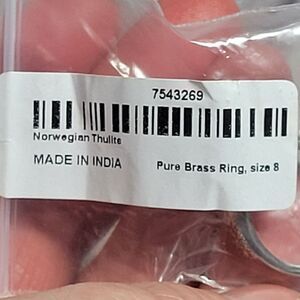 7543269
Norwegian Thulite
MADE IN INDIA
Pure Brass Ring, size 8